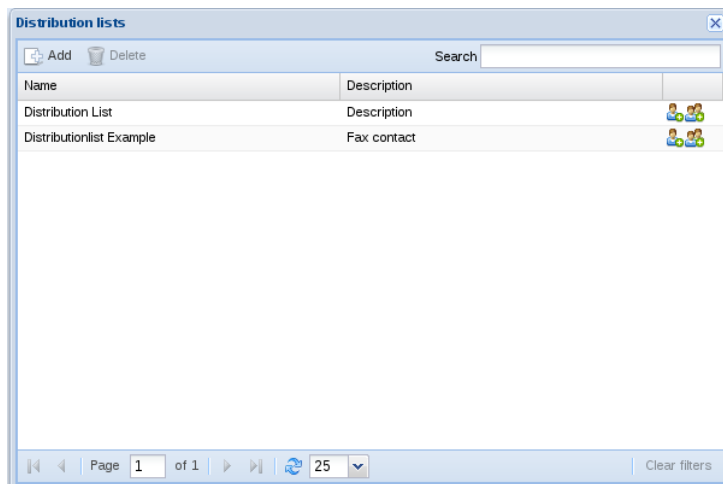 Distribution lists
Add Delete Search
Name Description
Distribution List Description
Distributionlist Example Fax contact
Page 1 of 1 25 Clear filters